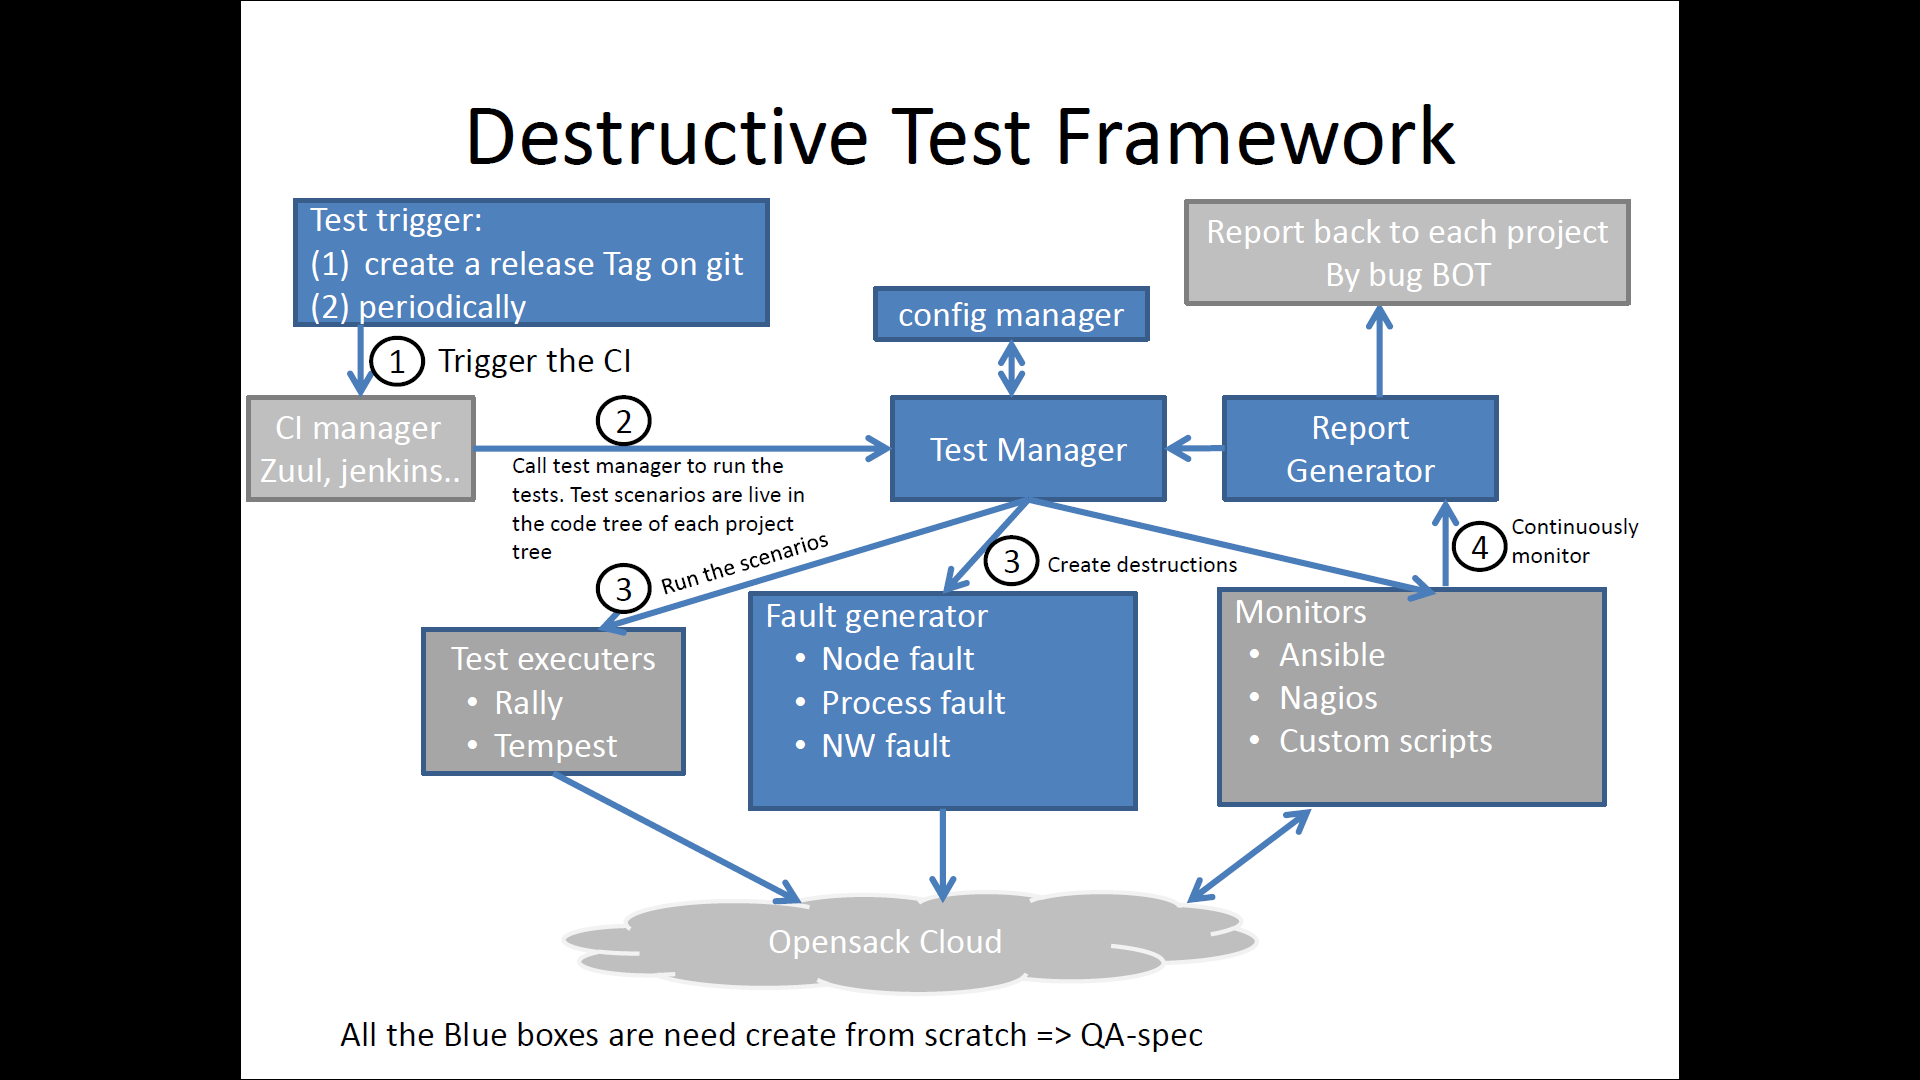 Destructive Test Framework
Test trigger:
(1) create a release Tag on git
(2) periodically
Report back to each project
By bug BOT
config manager
1
Trigger the CI
CI manager
Zuul, jenkins..
2
Call test manager to run the
tests. Test scenarios are live in
the code tree of each project
tree
Test Manager
Report
Generator
3
Run the scenarios
3
Create destructions
4
Continuously
monitor
Test executers
• Rally
• Tempest
Fault generator
• Node fault
• Process fault
• NW fault
Monitors
• Ansible
• Nagios
• Custom scripts
Opensack Cloud
All the Blue boxes are need create from scratch => QA-spec